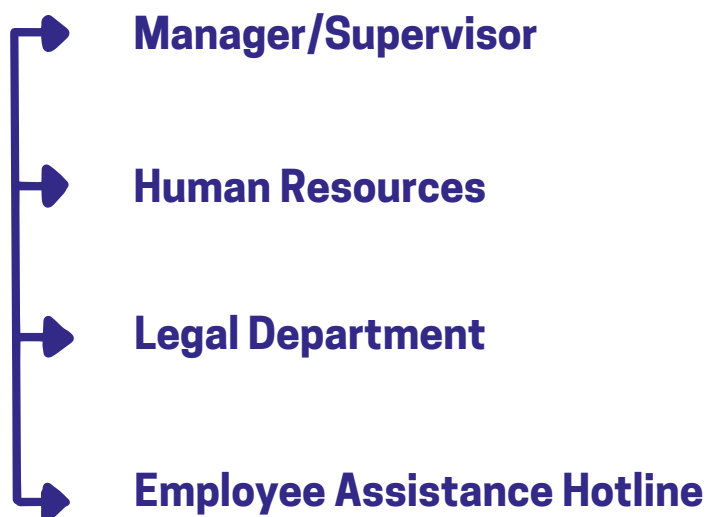 Manager/Supervisor
Human Resources
Legal Department
Employee Assistance Hotline